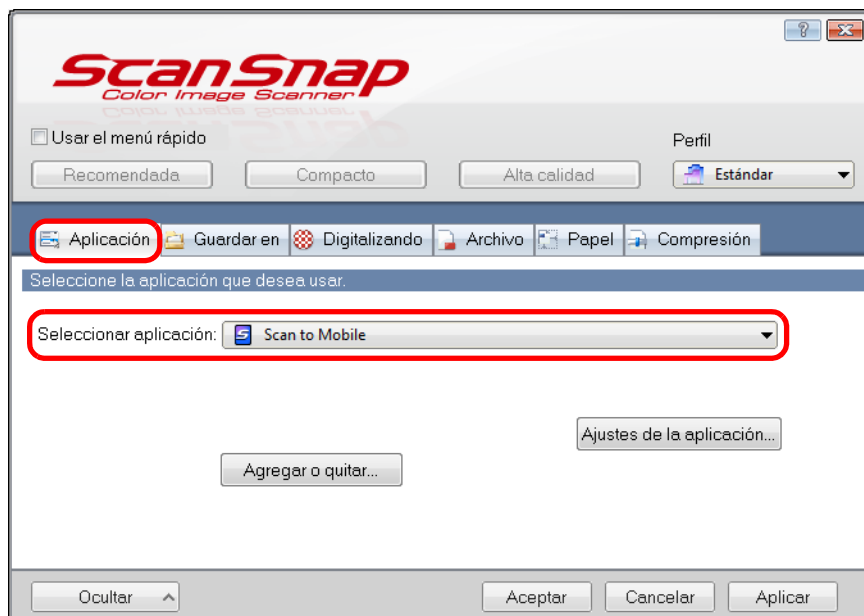 ScanSnap
Color Image Scanner
Usar el menú rápido
Perfil
Recomendada Compacto Alta calidad Estándar
Aplicación Guardar en Digitalizando Archivo Papel Compresión
Seleccione la aplicación que desea usar.
Seleccionar aplicación: Scan to Mobile
Ajustes de la aplicación...
Agregar o quitar...
Ocultar Aceptar Cancelar Aplicar